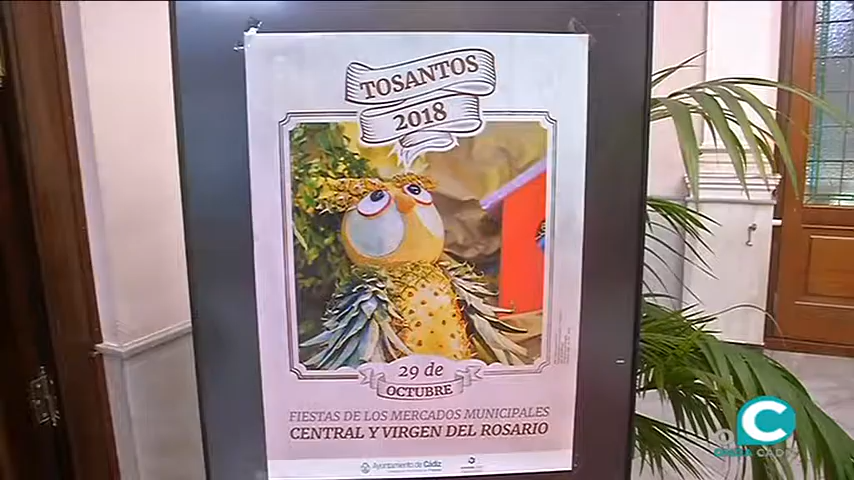 TOSANTOS
2018
29 de
OCTUBRE
FIESTAS DE LOS MERCADOS MUNICIPALES
CENTRAL Y VIRGEN DEL ROSARIO
Ayuntamiento de Cádiz